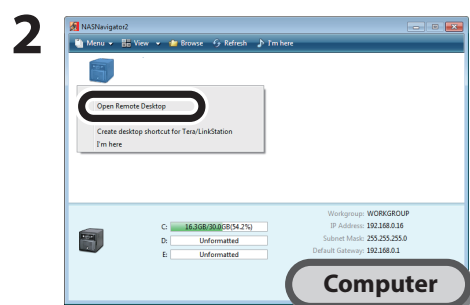 2
NASNavigator2
Menu View Browse Refresh I'm here
Open Remote Desktop
Create desktop shortcut for Tera/LinkStation
I'm here
Workgroup: WORKGROUP
C: 16.3GB/30.0GB(54.2%) IP Address: 192.168.0.16
D: Unformatted Subnet Mask: 255.255.255.0
E: Unformatted Default Gateway: 192.168.0.1
Computer